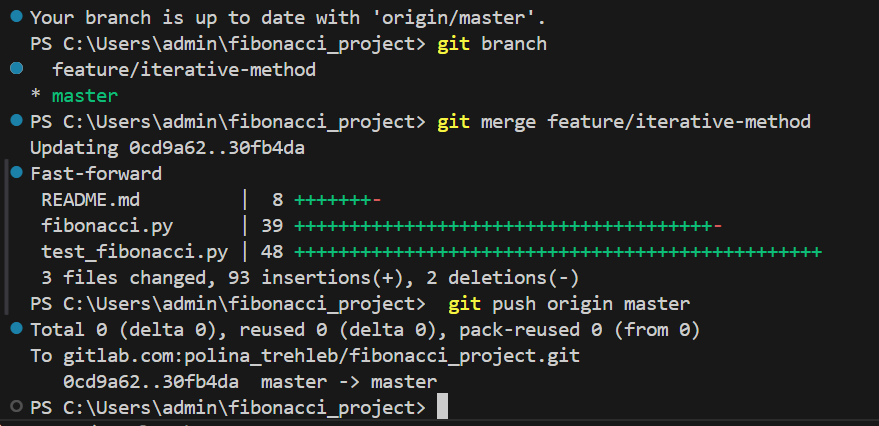 Your branch is up to date with 'origin/master'.
PS C:\Users\admin\fibonacci_project> git branch
  feature/iterative-method
* master
PS C:\Users\admin\fibonacci_project> git merge feature/iterative-method
Updating 0cd9a62..30fb4da
Fast-forward
 README.md         |  8 +++++++-
 fibonacci.py      | 39 ++++++++++++++++++++++++++++++++++++++-
 test_fibonacci.py | 48 ++++++++++++++++++++++++++++++++++++++++++++++++
 3 files changed, 93 insertions(+), 2 deletions(-)
PS C:\Users\admin\fibonacci_project>  git push origin master
Total 0 (delta 0), reused 0 (delta 0), pack-reused 0 (from 0)
To gitlab.com:polina_trehleb/fibonacci_project.git
   0cd9a62..30fb4da  master -> master
PS C:\Users\admin\fibonacci_project>